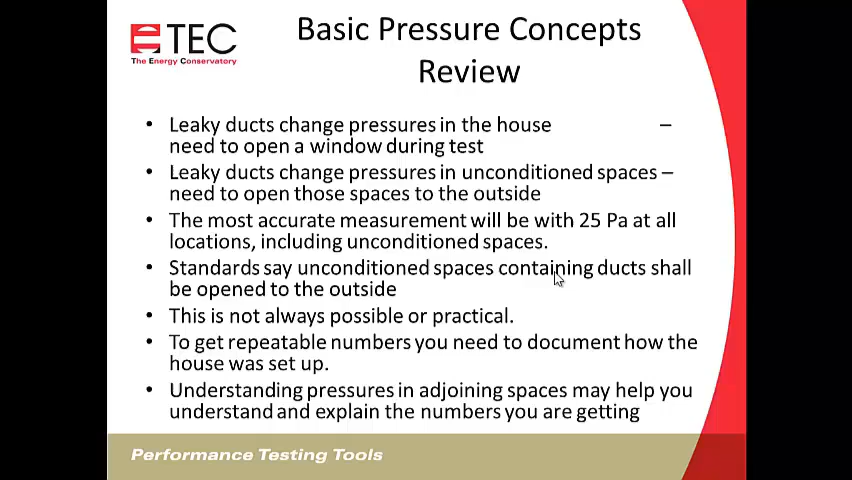 TEC
The Energy Conservatory
Basic Pressure Concepts
Review
• Leaky ducts change pressures in the house –
need to open a window during test
• Leaky ducts change pressures in unconditioned spaces –
need to open those spaces to the outside
• The most accurate measurement will be with 25 Pa at all
locations, including unconditioned spaces.
• Standards say unconditioned spaces containing ducts shall
be opened to the outside
• This is not always possible or practical.
• To get repeatable numbers you need to document how the
house was set up.
• Understanding pressures in adjoining spaces may help you
understand and explain the numbers you are getting
Performance Testing Tools